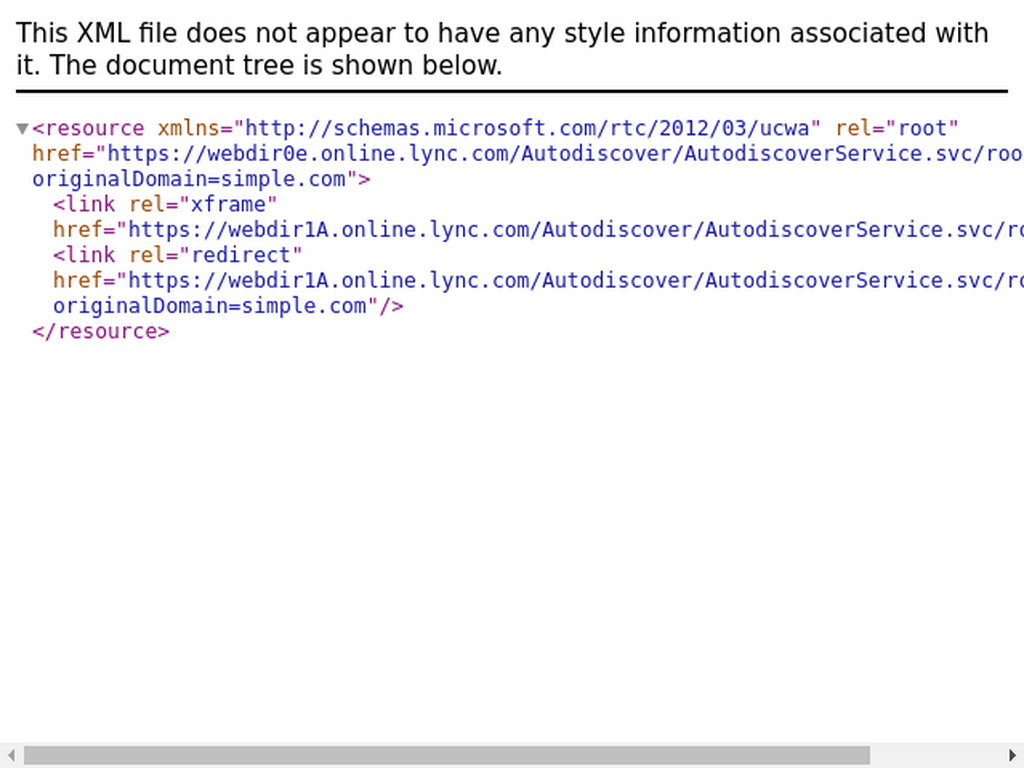 This XML file does not appear to have any style information associated with
it. The document tree is shown below.
▼<resource xmlns="http://schemas.microsoft.com/rtc/2012/03/ucwa" rel="root"
href="https://webdir0e.online.lync.com/Autodiscover/AutodiscoverService.svc/roo
originalDomain=simple.com">
<link rel="xframe"
href="https://webdir1A.online.lync.com/Autodiscover/AutodiscoverService.svc/ro
<link rel="redirect"
href="https://webdir1A.online.lync.com/Autodiscover/AutodiscoverService.svc/ro
originalDomain=simple.com"/>
</resource>